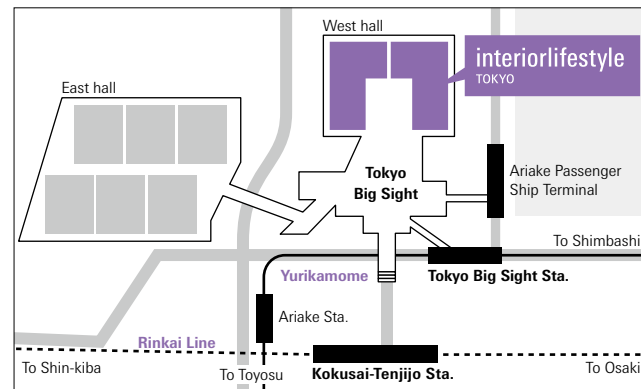 West hall
interiorlifestyle
TOKYO
East hall
Tokyo
Big Sight
Ariake Passenger
Ship Terminal
To Shimbashi
Yurikamome
Tokyo Big Sight Sta.
Ariake Sta.
Rinkai Line
To Shin-kiba
To Toyosu
Kokusai-Tenjijo Sta.
To Osaki